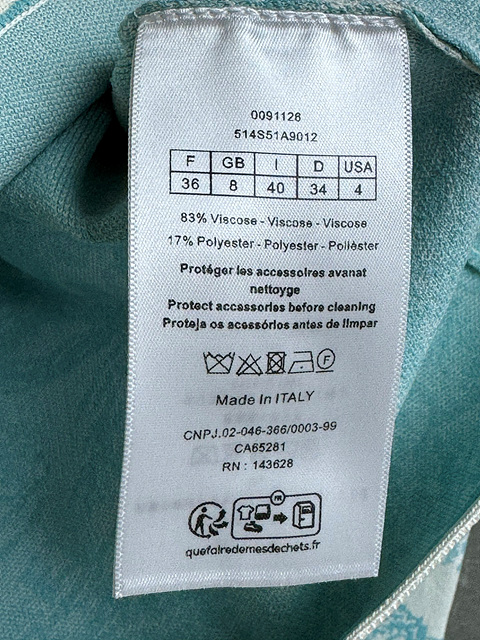 0091126
514S51A9012
F GB I D USA
36 8 40 34 4
83% Viscose - Viscose - Viscose
17% Polyester - Polyester - Poliéster
Protéger les accessoires avanat
nettoyge
Protect accessories before cleaning
Proteja os acessórios antes de limpar
F
Made In ITALY
CNPJ.02-046-366/0003-99
CA65281
RN : 143628
FR
quefairedemesdechets.fr